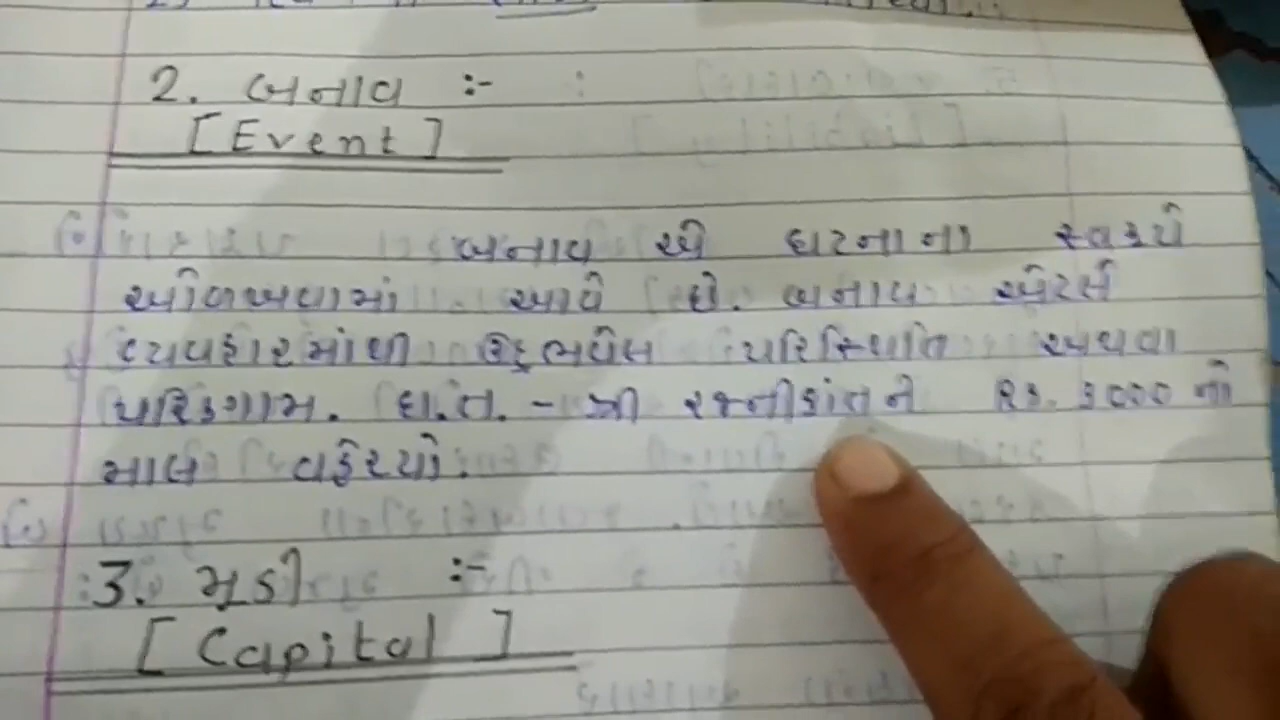 2. બનાવ :-
[Event]
બનાવ એ ઘટનાના સ્વરૂપે
ઓળખવામાં આવે છે. બનાવ એટલે
વ્યવહારમાંથી ઉદ્ભવેલ પરિસ્થિતિ અથવા
પરિણામ. દા.ત. - શ્રી રજનીકાંતને રૂ. 5000 નો
માલ વહેચ્યો.
3. મુડી :-
[Capital]